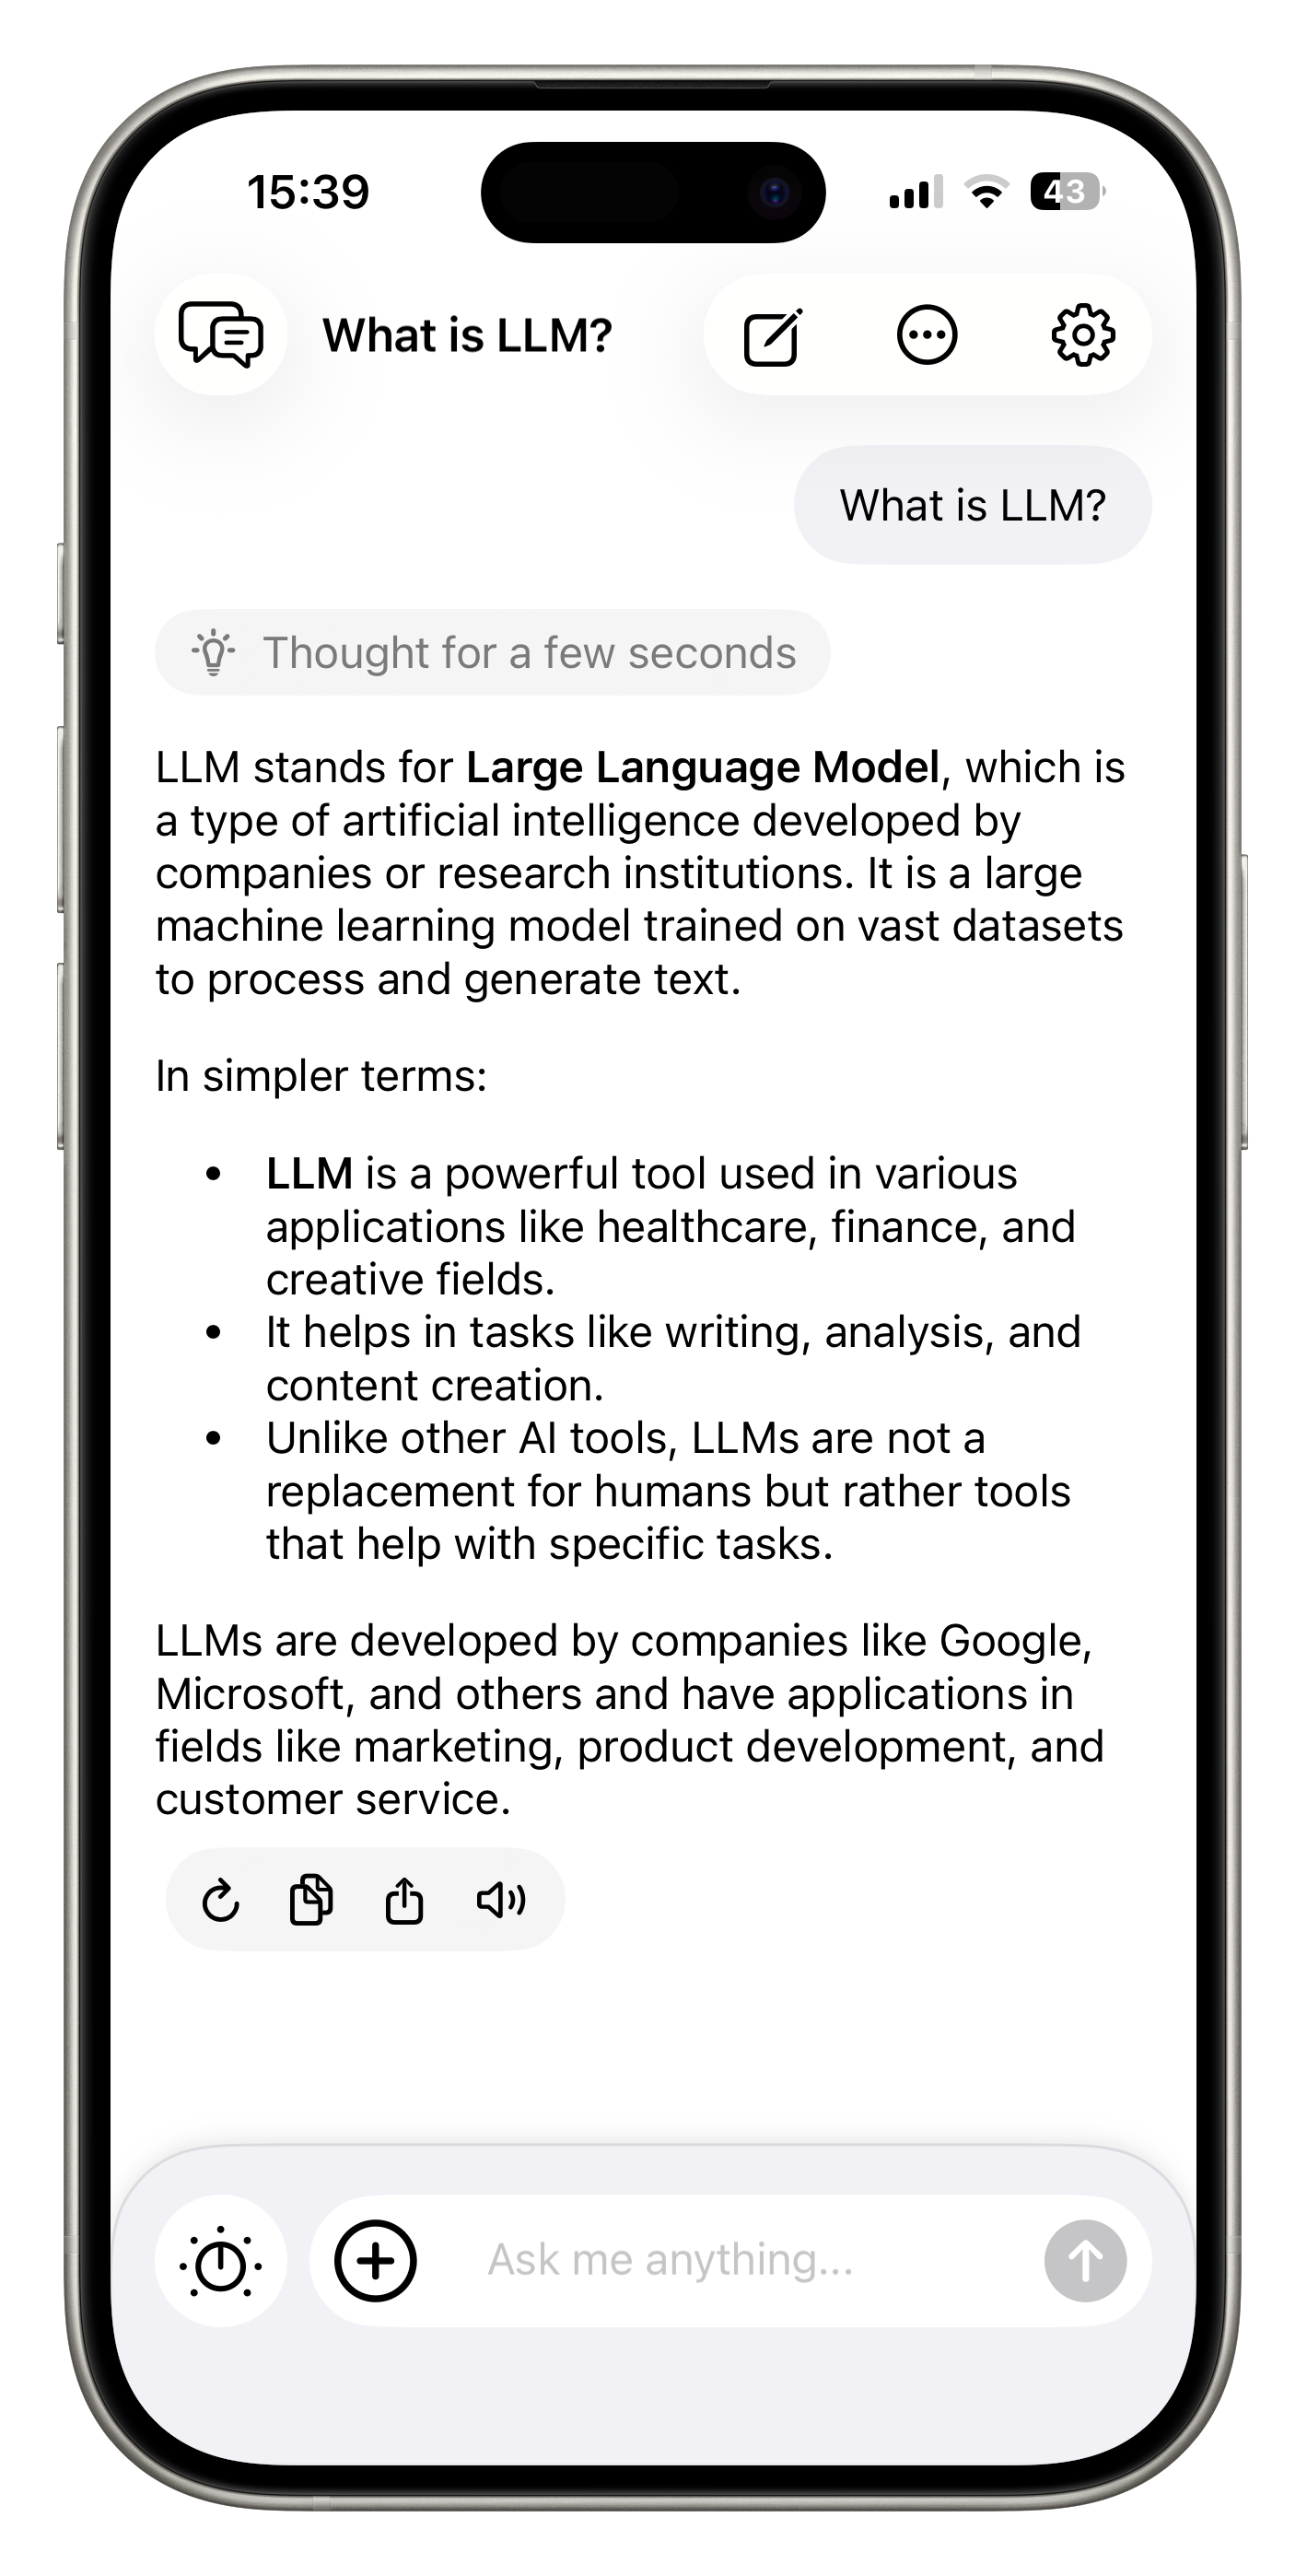 15:39
43
What is LLM?
What is LLM?
Thought for a few seconds
LLM stands for Large Language Model, which is
a type of artificial intelligence developed by
companies or research institutions. It is a large
machine learning model trained on vast datasets
to process and generate text.
In simpler terms:
• LLM is a powerful tool used in various
applications like healthcare, finance, and
creative fields.
• It helps in tasks like writing, analysis, and
content creation.
• Unlike other AI tools, LLMs are not a
replacement for humans but rather tools
that help with specific tasks.
LLMs are developed by companies like Google,
Microsoft, and others and have applications in
fields like marketing, product development, and
customer service.
Ask me anything...